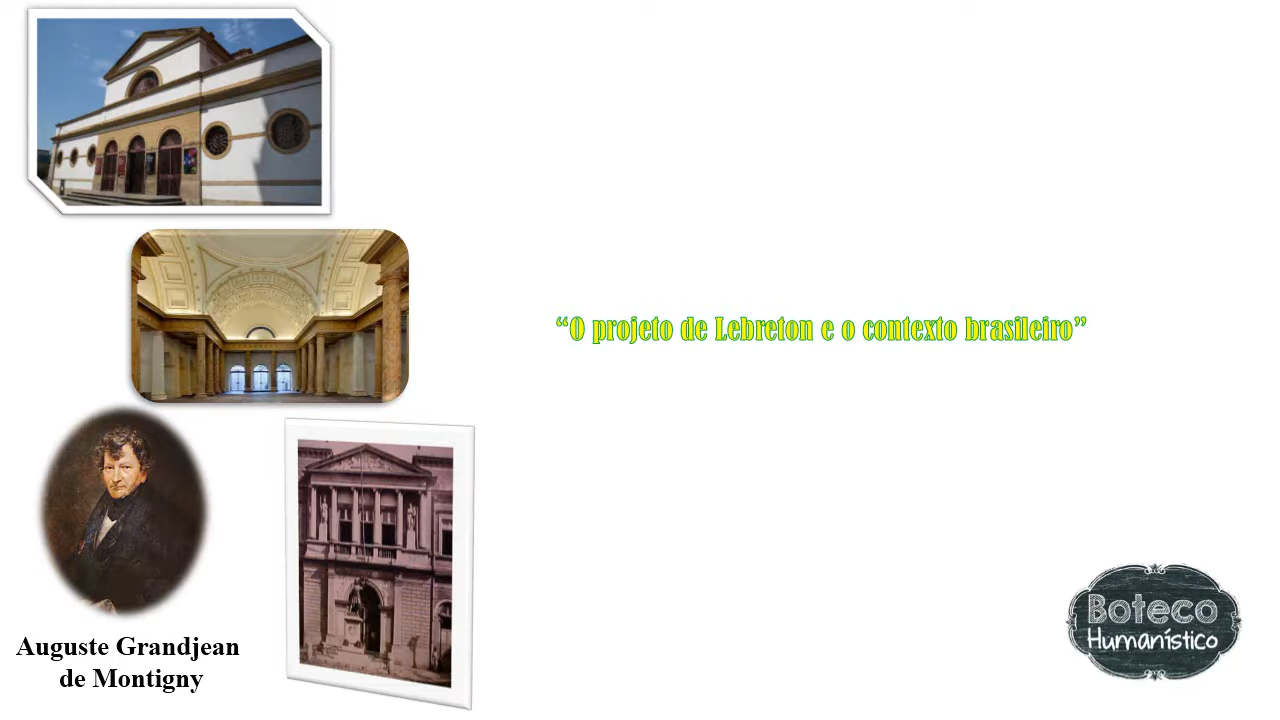 “O projeto de Lebreton e o contexto brasileiro”
Auguste Grandjean
de Montigny
Boteco
Humanístico